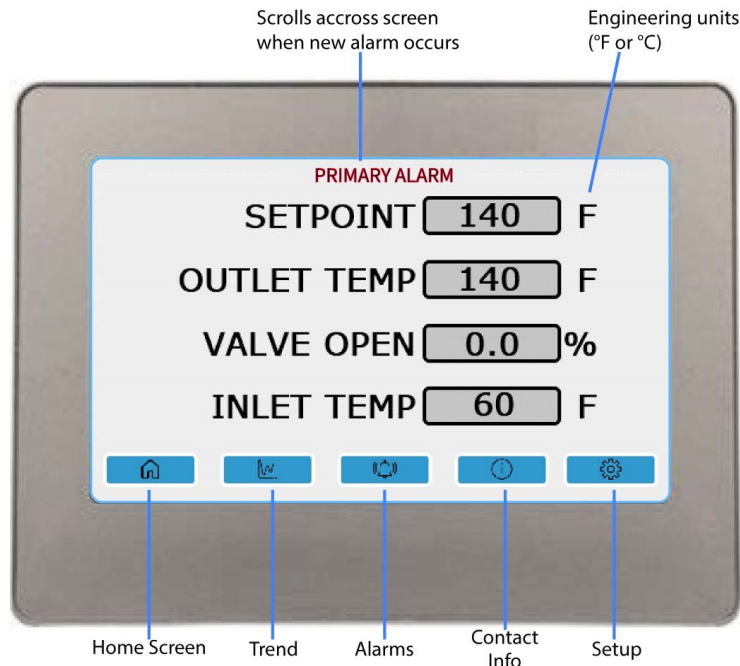 Scrolls accross screen
when new alarm occurs
Engineering units
(°F or °C)
PRIMARY ALARM
SETPOINT 140 F
OUTLET TEMP 140 F
VALVE OPEN 0.0 %
INLET TEMP 60 F
Home Screen
Trend
Alarms
Contact
Info
Setup